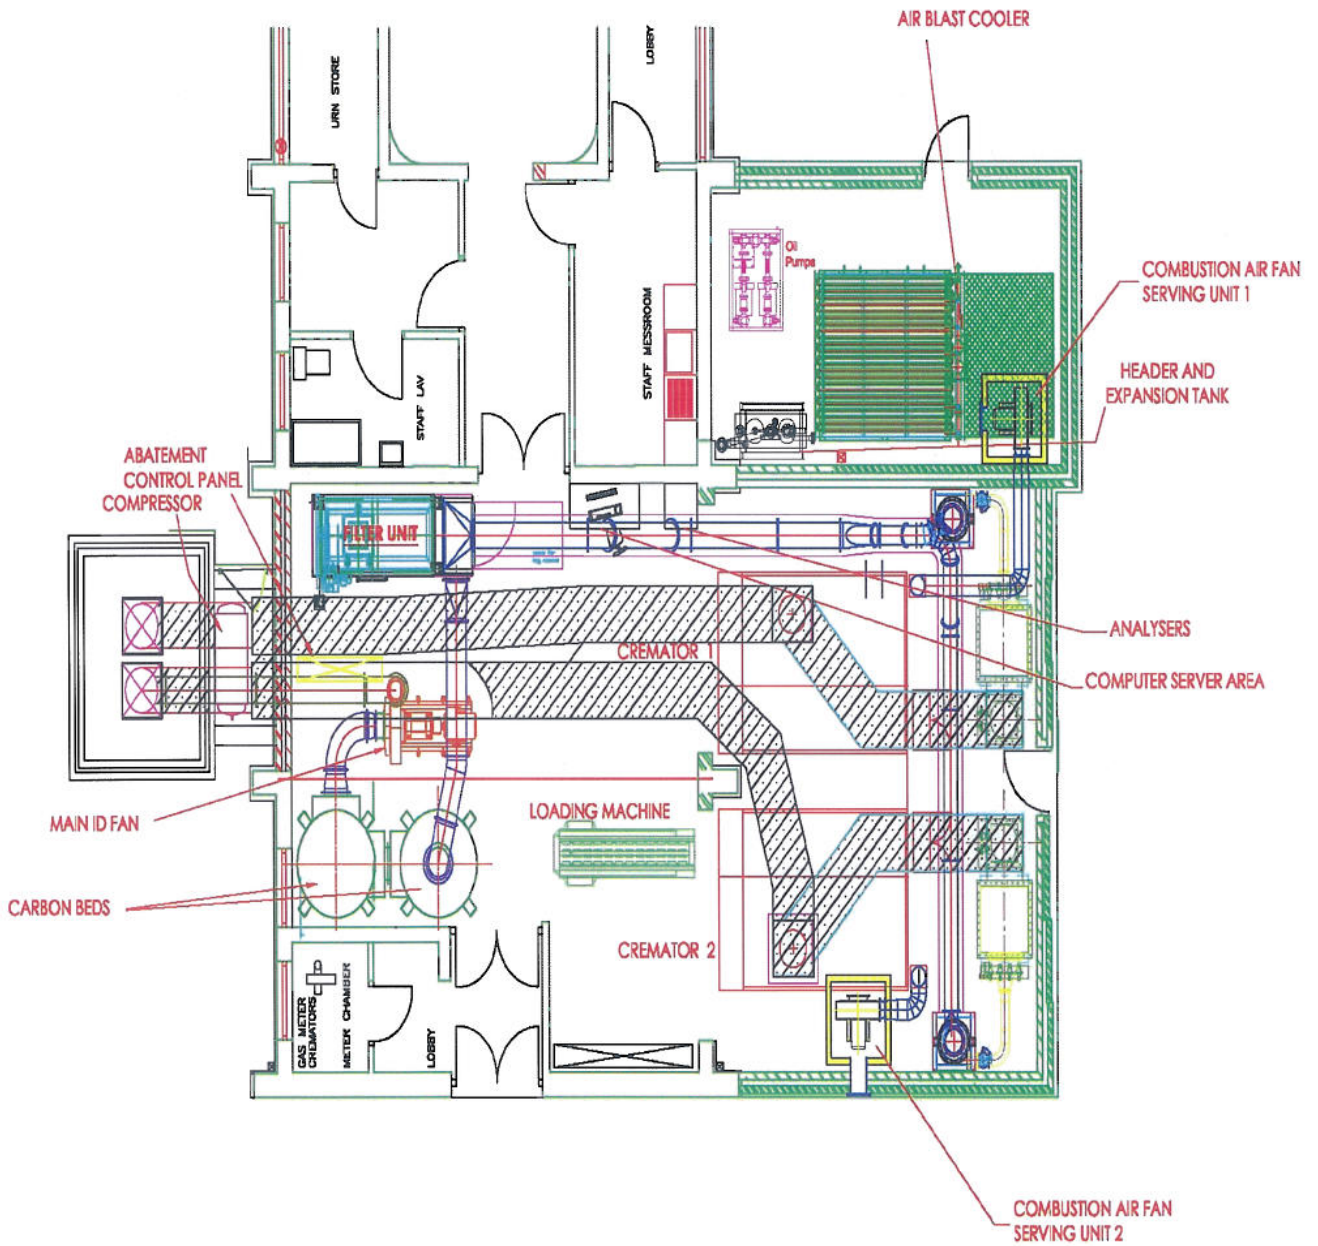 AIR BLAST COOLER
LOBBY
URN STORE
Oil
Pumps
COMBUSTION AIR FAN
SERVING UNIT 1
STAFF MESSROOM
HEADER AND
EXPANSION TANK
STAFF LAV
ABATEMENT
CONTROL PANEL
COMPRESSOR
FILTER UNIT
ANALYSERS
CREMATOR 1
COMPUTER SERVER AREA
LOADING MACHINE
MAIN ID FAN
CARBON BEDS
CREMATOR 2
GAS METER
CREMATORS
METER CHAMBER
LOBBY
COMBUSTION AIR FAN
SERVING UNIT 2